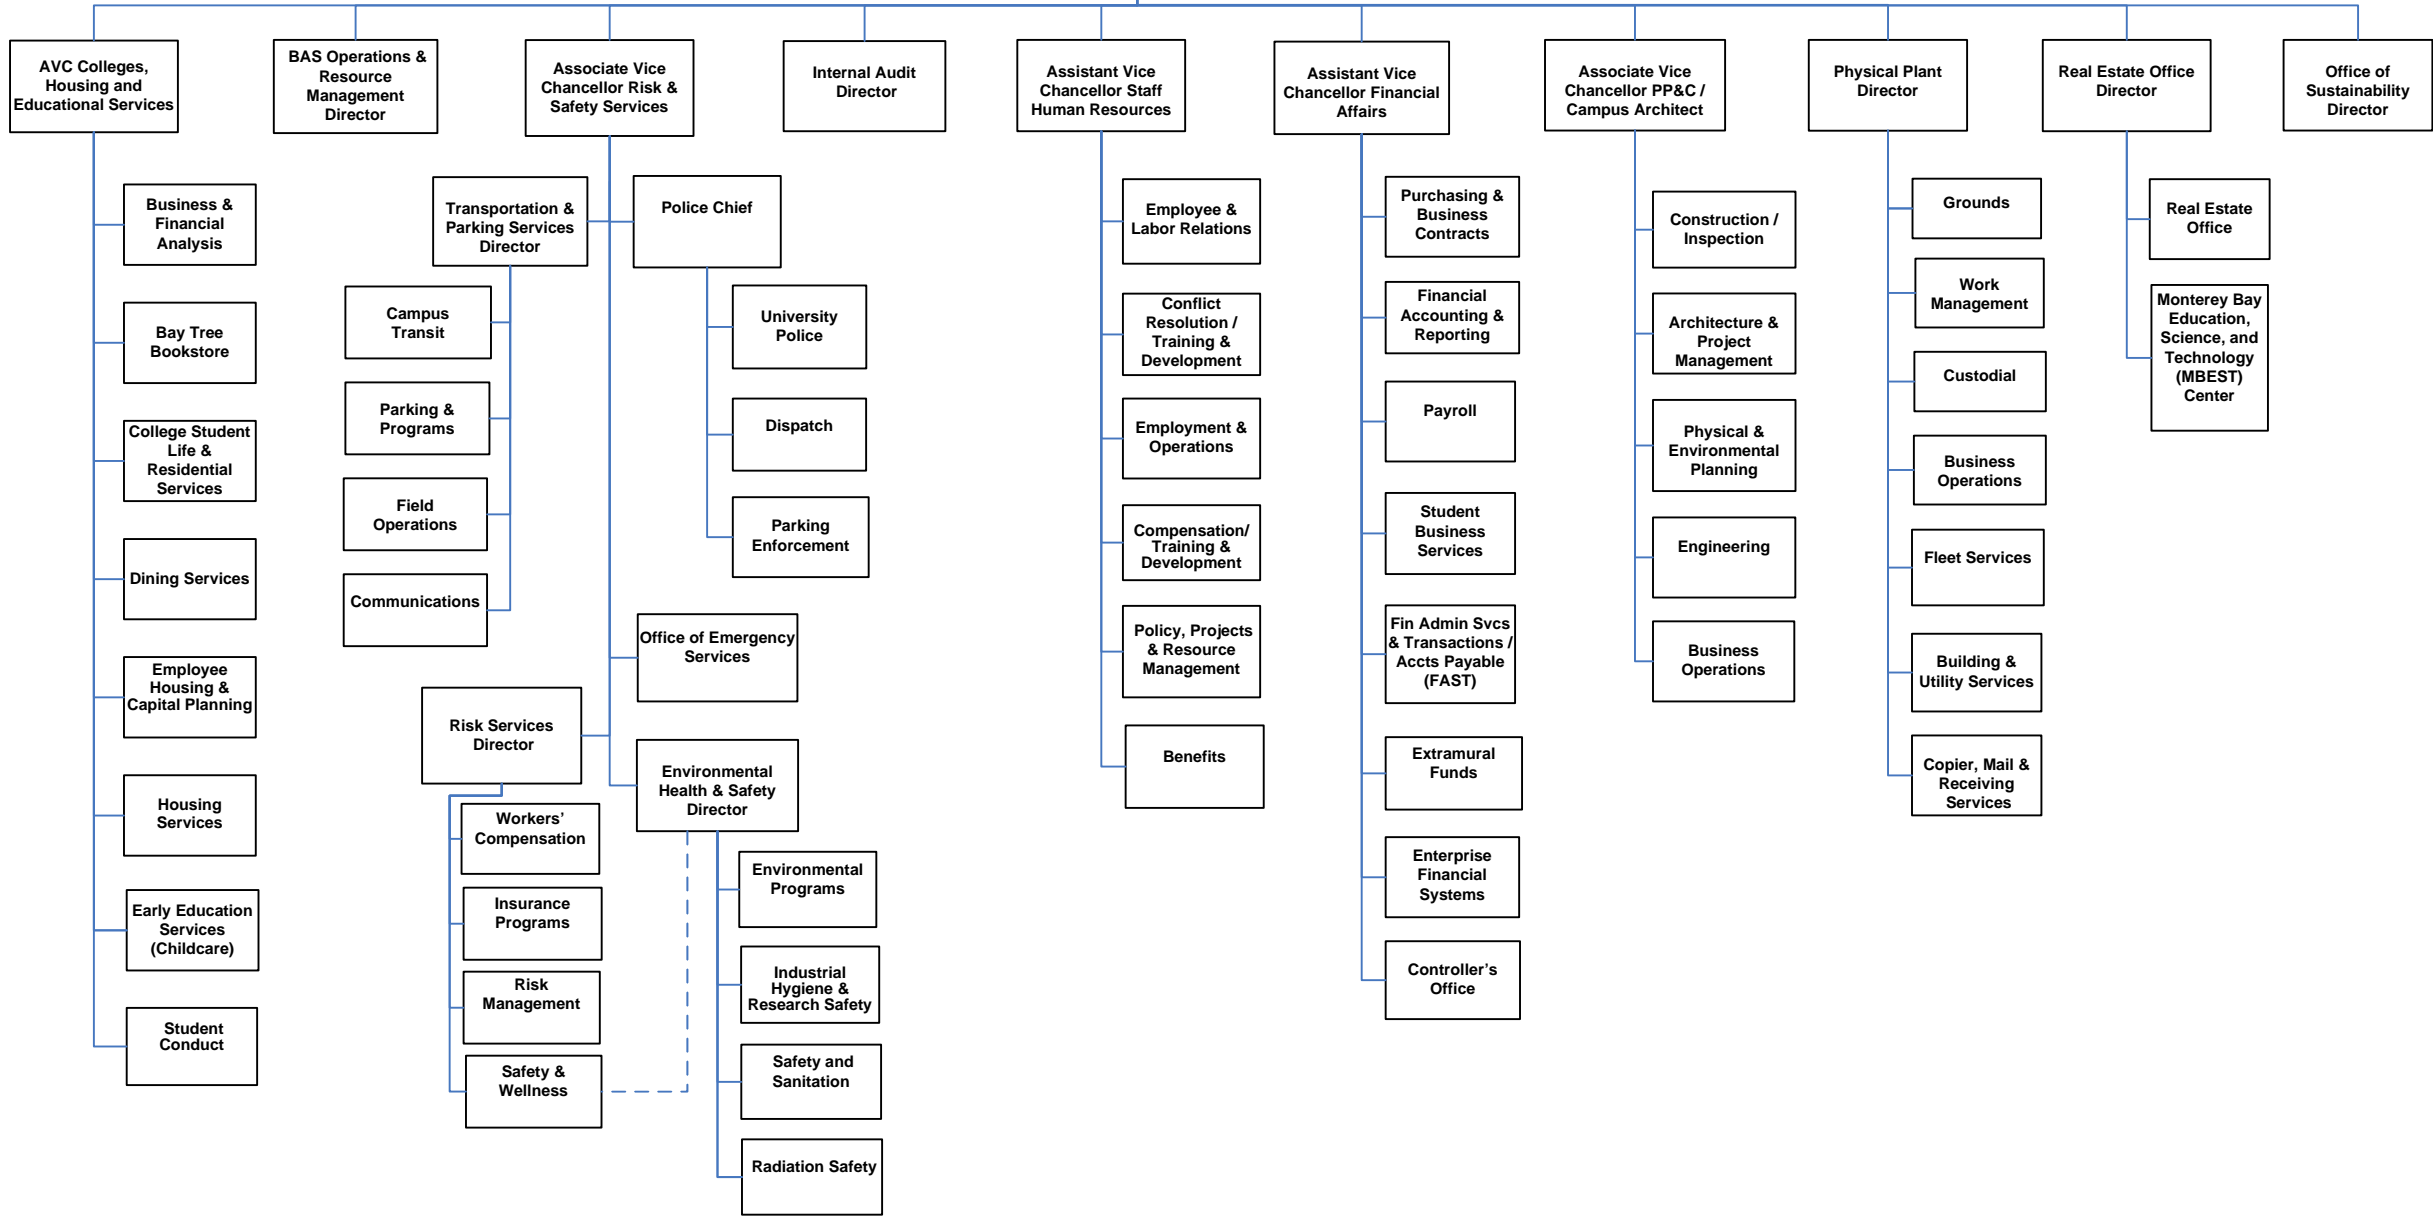 AVC Colleges,
Housing and
Educational Services
BAS Operations &
Resource
Management
Director
Associate Vice
Chancellor Risk &
Safety Services
Internal Audit
Director
Assistant Vice
Chancellor Staff
Human Resources
Assistant Vice
Chancellor Financial
Affairs
Associate Vice
Chancellor PP&C /
Campus Architect
Physical Plant
Director
Real Estate Office
Director
Office of
Sustainability
Director
Business &
Financial
Analysis
Bay Tree
Bookstore
College Student
Life &
Residential
Services
Dining Services
Employee
Housing &
Capital Planning
Housing
Services
Early Education
Services
(Childcare)
Student
Conduct
Transportation &
Parking Services
Director
Campus
Transit
Parking &
Programs
Field
Operations
Communications
Police Chief
University
Police
Dispatch
Parking
Enforcement
Office of Emergency
Services
Risk Services
Director
Workers’
Compensation
Insurance
Programs
Risk
Management
Safety &
Wellness
Environmental
Health & Safety
Director
Environmental
Programs
Industrial
Hygiene &
Research Safety
Safety and
Sanitation
Radiation Safety
Employee &
Labor Relations
Conflict
Resolution /
Training &
Development
Employment &
Operations
Compensation/
Training &
Development
Policy, Projects
& Resource
Management
Benefits
Purchasing &
Business
Contracts
Financial
Accounting &
Reporting
Payroll
Student
Business
Services
Fin Admin Svcs
& Transactions /
Accts Payable
(FAST)
Extramural
Funds
Enterprise
Financial
Systems
Controller’s
Office
Construction /
Inspection
Architecture &
Project
Management
Physical &
Environmental
Planning
Engineering
Business
Operations
Grounds
Work
Management
Custodial
Business
Operations
Fleet Services
Building &
Utility Services
Copier, Mail &
Receiving
Services
Real Estate
Office
Monterey Bay
Education,
Science, and
Technology
(MBEST)
Center